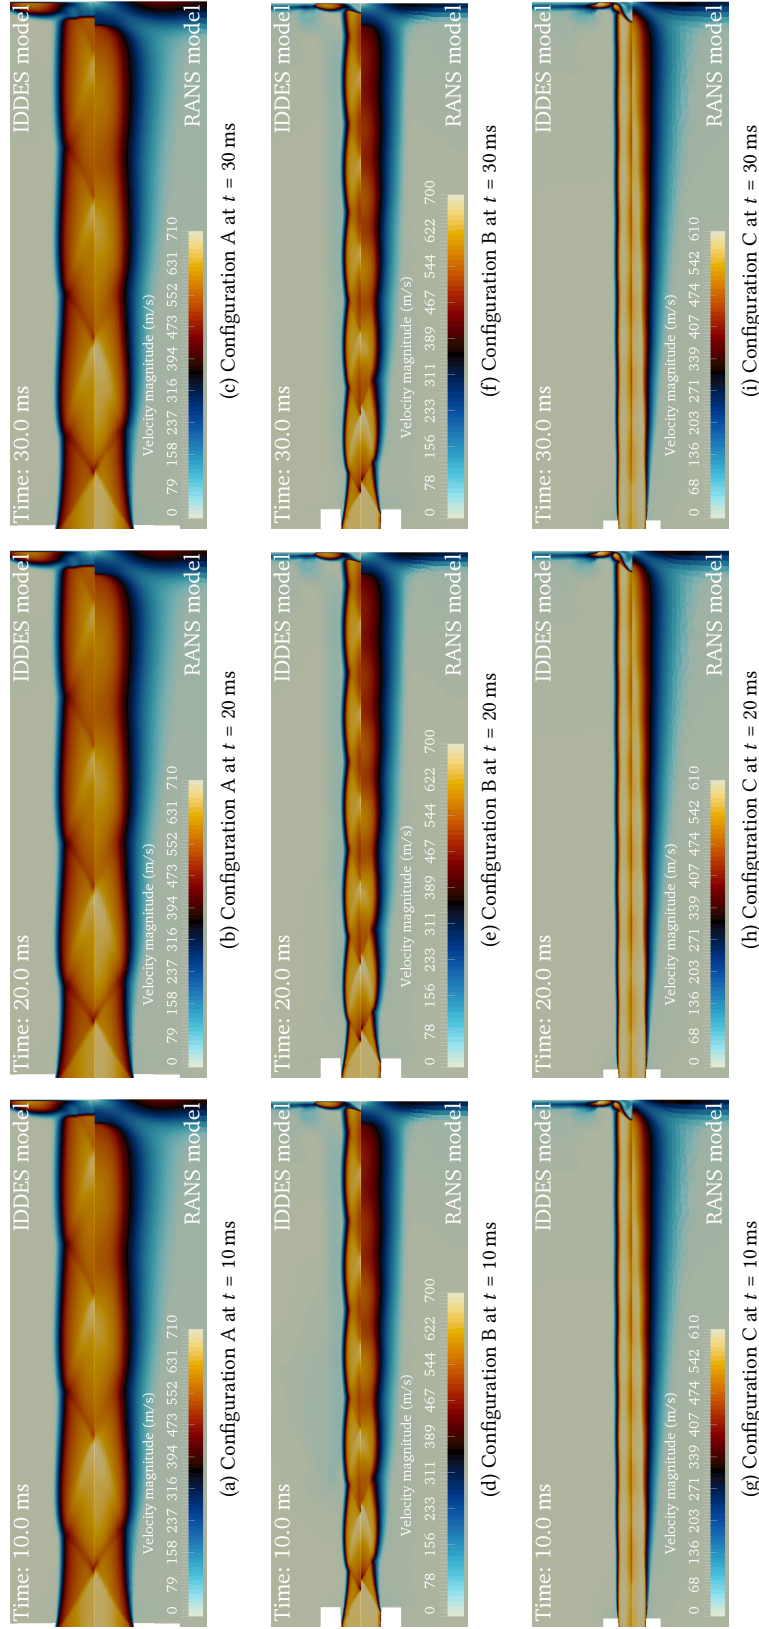 Time: 10.0 ms
IDDES model
Velocity magnitude (m/s)
0 79 158 237 316 394 473 552 631 710
RANS model
(a) Configuration A at t = 10 ms
Time: 20.0 ms
IDDES model
Velocity magnitude (m/s)
0 79 158 237 316 394 473 552 631 710
RANS model
(b) Configuration A at t = 20 ms
Time: 30.0 ms
IDDES model
Velocity magnitude (m/s)
0 79 158 237 316 394 473 552 631 710
RANS model
(c) Configuration A at t = 30 ms
Time: 10.0 ms
IDDES model
Velocity magnitude (m/s)
0 78 156 233 311 389 467 544 622 700
RANS model
(d) Configuration B at t = 10 ms
Time: 20.0 ms
IDDES model
Velocity magnitude (m/s)
0 78 156 233 311 389 467 544 622 700
RANS model
(e) Configuration B at t = 20 ms
Time: 30.0 ms
IDDES model
Velocity magnitude (m/s)
0 78 156 233 311 389 467 544 622 700
RANS model
(f) Configuration B at t = 30 ms
Time: 10.0 ms
IDDES model
Velocity magnitude (m/s)
0 68 136 203 271 339 407 474 542 610
RANS model
(g) Configuration C at t = 10 ms
Time: 20.0 ms
IDDES model
Velocity magnitude (m/s)
0 68 136 203 271 339 407 474 542 610
RANS model
(h) Configuration C at t = 20 ms
Time: 30.0 ms
IDDES model
Velocity magnitude (m/s)
0 68 136 203 271 339 407 474 542 610
RANS model
(i) Configuration C at t = 30 ms